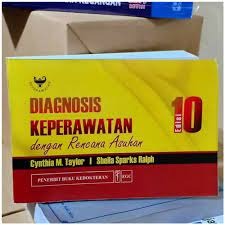 DIAGNOSIS
KEPERAWATAN
dengan Rencana Asuhan
Edisi 10
Cynthia M. Taylor | Sheila Sparks Ralph
PENERBIT BUKU KEDOKTERAN EGC